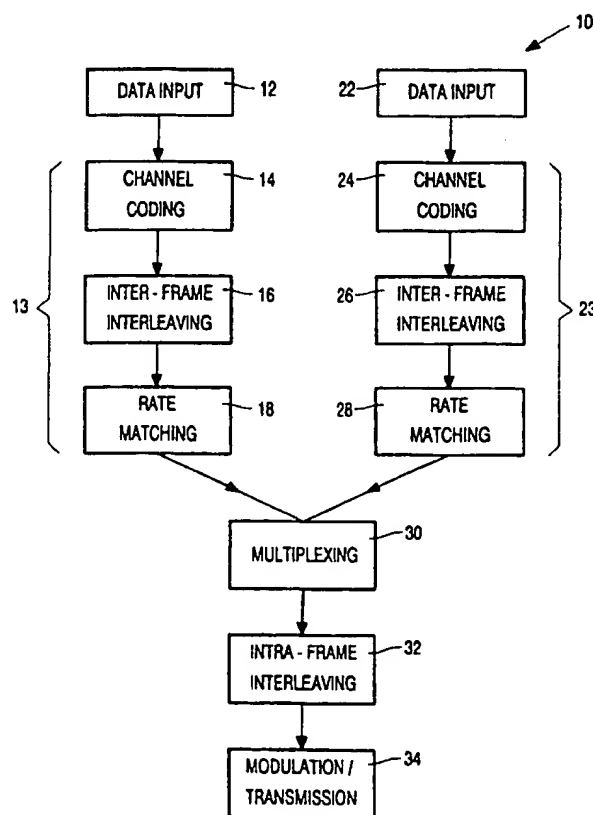 10
DATA INPUT 12
22 DATA INPUT
CHANNEL
CODING
14
24
CHANNEL
CODING
13
INTER - FRAME
INTERLEAVING
16
26
INTER - FRAME
INTERLEAVING
23
RATE
MATCHING
18
28
RATE
MATCHING
MULTIPLEXING
30
INTRA - FRAME
INTERLEAVING
32
MODULATION /
TRANSMISSION
34